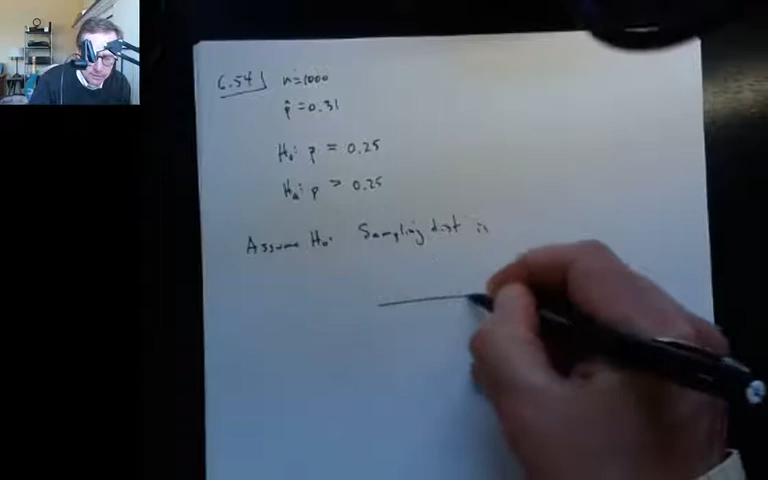 6.54 n=1000
p̂ = 0.31
H₀: p = 0.25
Hₐ: p > 0.25
Assume H₀: Sampling dist is